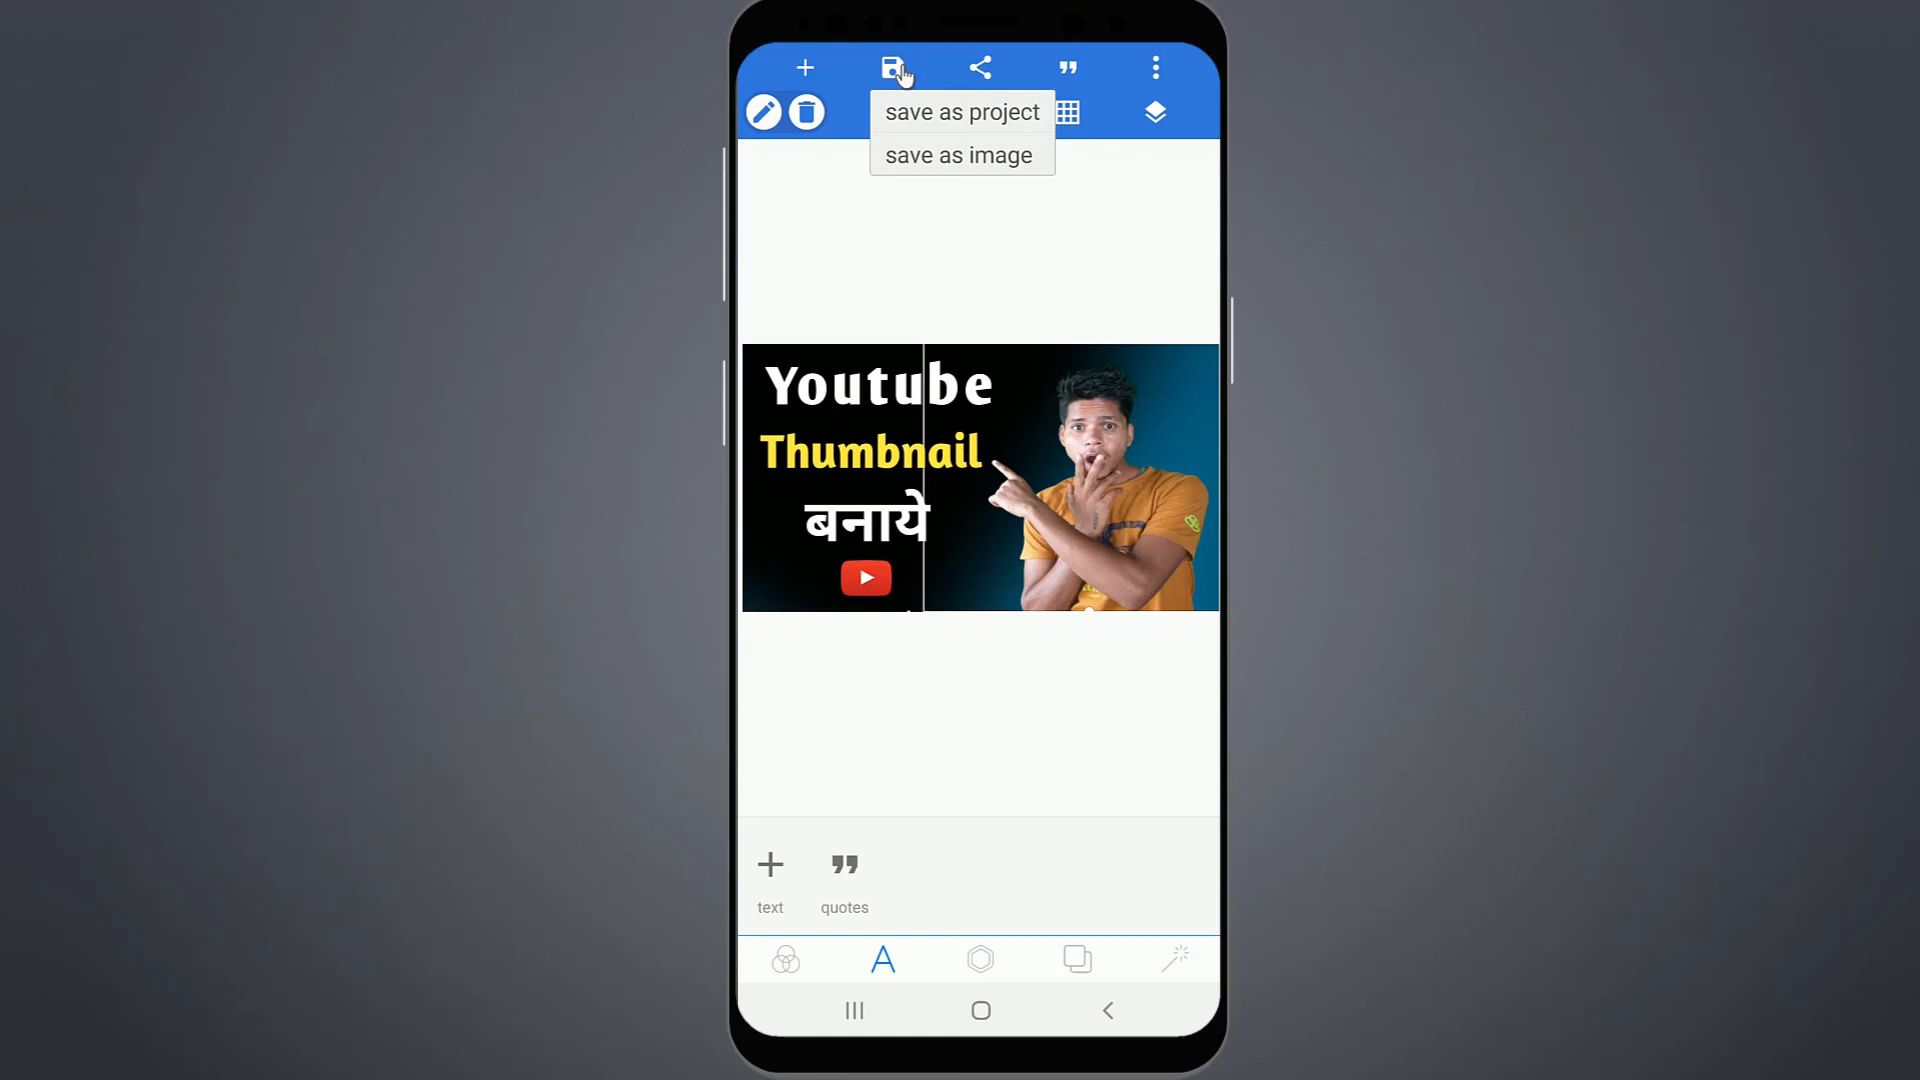 save as project
save as image
Youtube
Thumbnail
बनाये
text
quotes